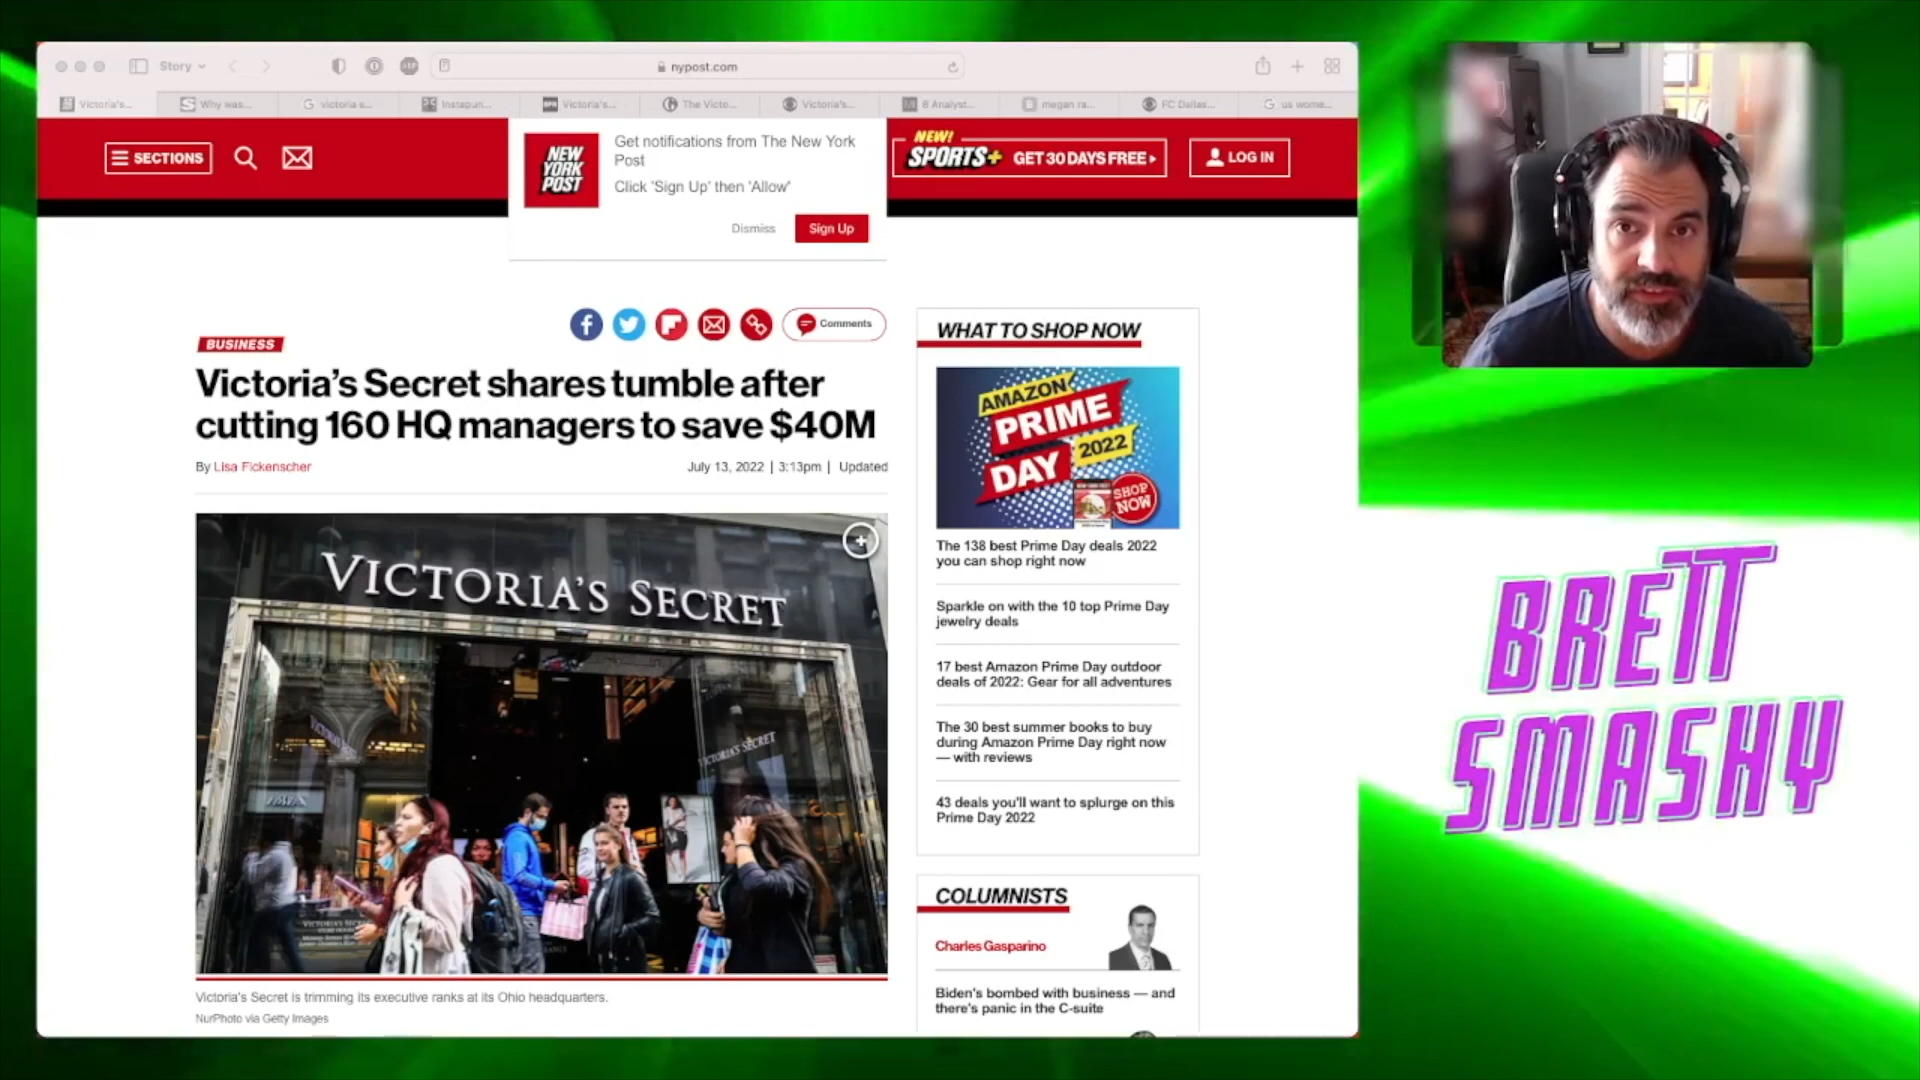 Story
nypost.com
Victoria's...
Why was...
victoria s...
Instapun...
Victoria's...
The Victo...
Victoria's...
8 Analyst...
megan ra...
FC Dallas...
us wome...
SECTIONS
NEW YORK POST
Get notifications from The New York
Post
Click 'Sign Up' then 'Allow'
Dismiss
Sign Up
NEW!
SPORTS+ GET 30 DAYS FREE
LOG IN
Comments
BUSINESS
Victoria's Secret shares tumble after
cutting 160 HQ managers to save $40M
By Lisa Fickenscher
July 13, 2022 | 3:13pm | Updated
VICTORIA'S SECRET
VICTORIA'S SECRET
Victoria's Secret is trimming its executive ranks at its Ohio headquarters.
NurPhoto via Getty Images
WHAT TO SHOP NOW
AMAZON
PRIME
DAY
2022
SHOP
NOW
The 138 best Prime Day deals 2022
you can shop right now
Sparkle on with the 10 top Prime Day
jewelry deals
17 best Amazon Prime Day outdoor
deals of 2022: Gear for all adventures
The 30 best summer books to buy
during Amazon Prime Day right now
— with reviews
43 deals you'll want to splurge on this
Prime Day 2022
COLUMNISTS
Charles Gasparino
Biden's bombed with business — and
there's panic in the C-suite
BRETT
SMASHY